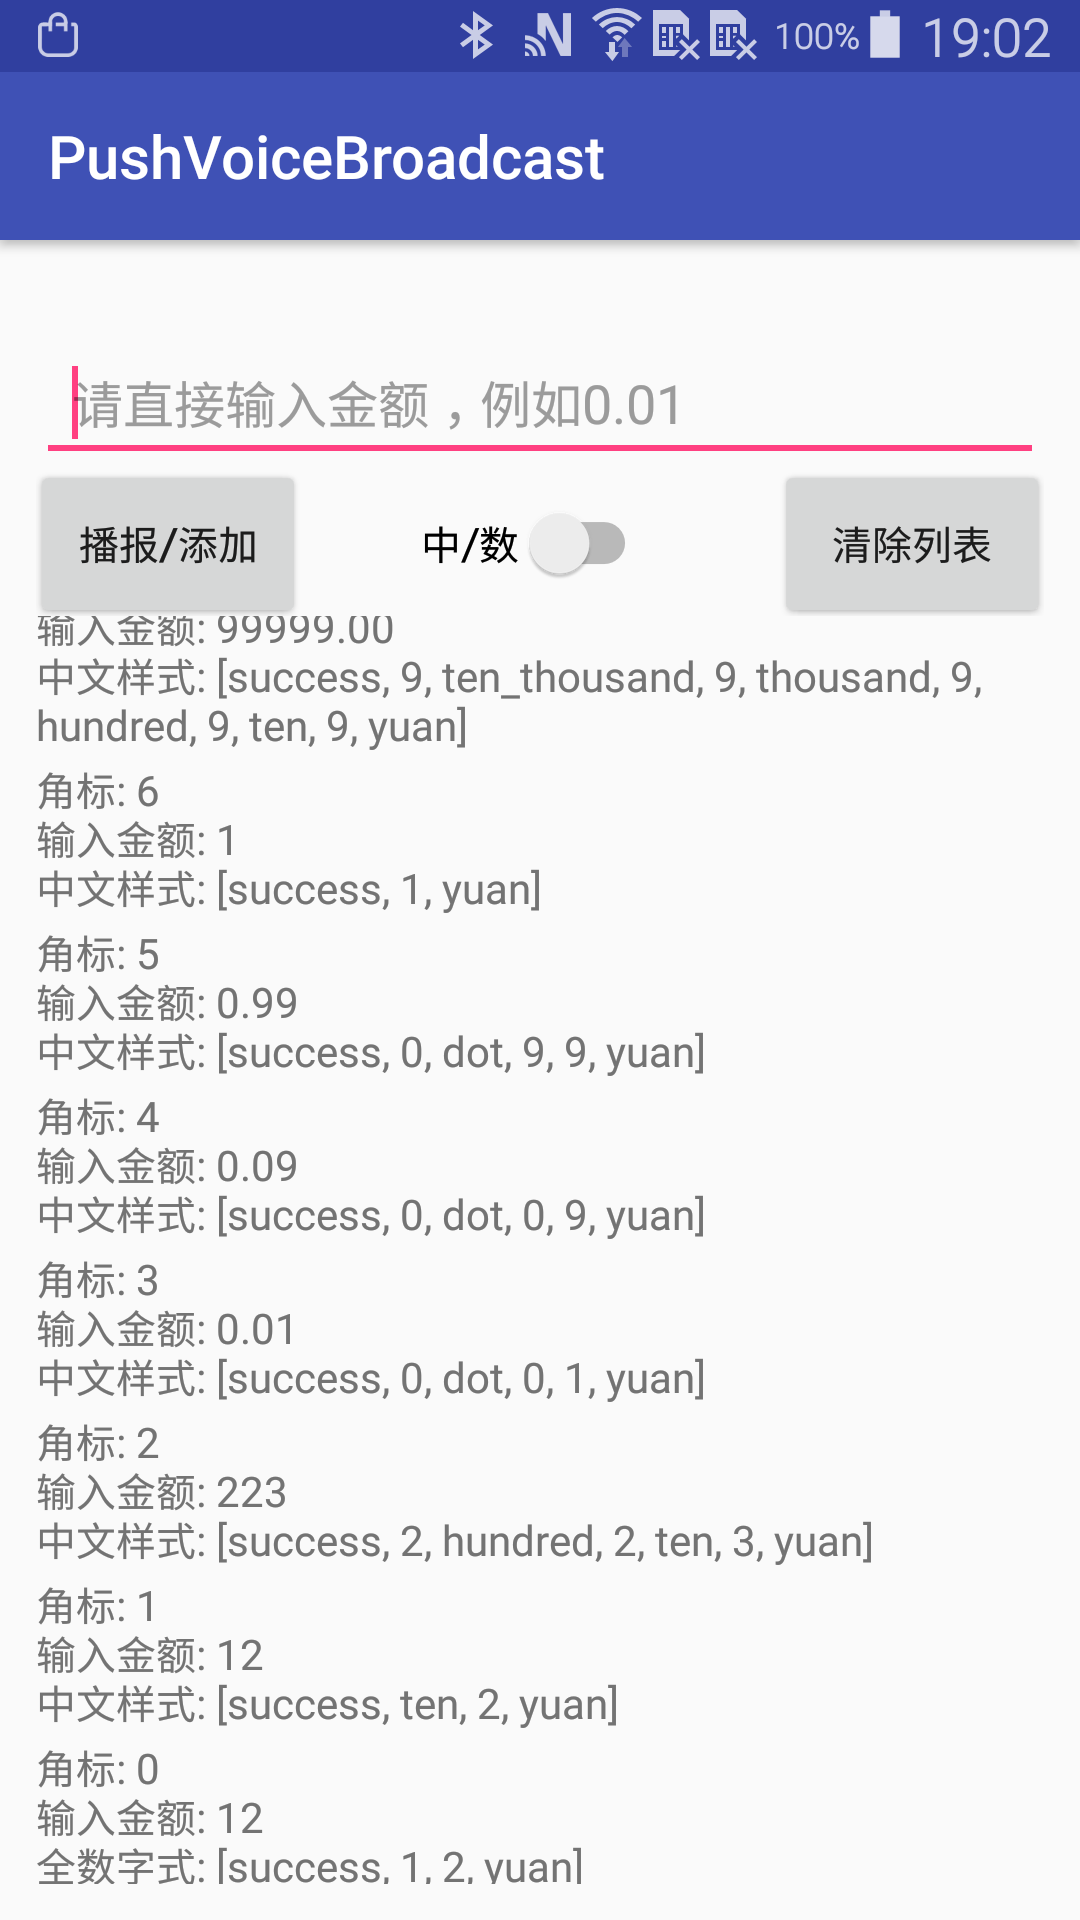 100% 19:02
PushVoiceBroadcast
请直接输入金额，例如0.01
播报/添加 中/数 清除列表
输入金额: 99999.00
中文样式: [success, 9, ten_thousand, 9, thousand, 9,
hundred, 9, ten, 9, yuan]
角标: 6
输入金额: 1
中文样式: [success, 1, yuan]
角标: 5
输入金额: 0.99
中文样式: [success, 0, dot, 9, 9, yuan]
角标: 4
输入金额: 0.09
中文样式: [success, 0, dot, 0, 9, yuan]
角标: 3
输入金额: 0.01
中文样式: [success, 0, dot, 0, 1, yuan]
角标: 2
输入金额: 223
中文样式: [success, 2, hundred, 2, ten, 3, yuan]
角标: 1
输入金额: 12
中文样式: [success, ten, 2, yuan]
角标: 0
输入金额: 12
全数字式: [success, 1, 2, yuan]